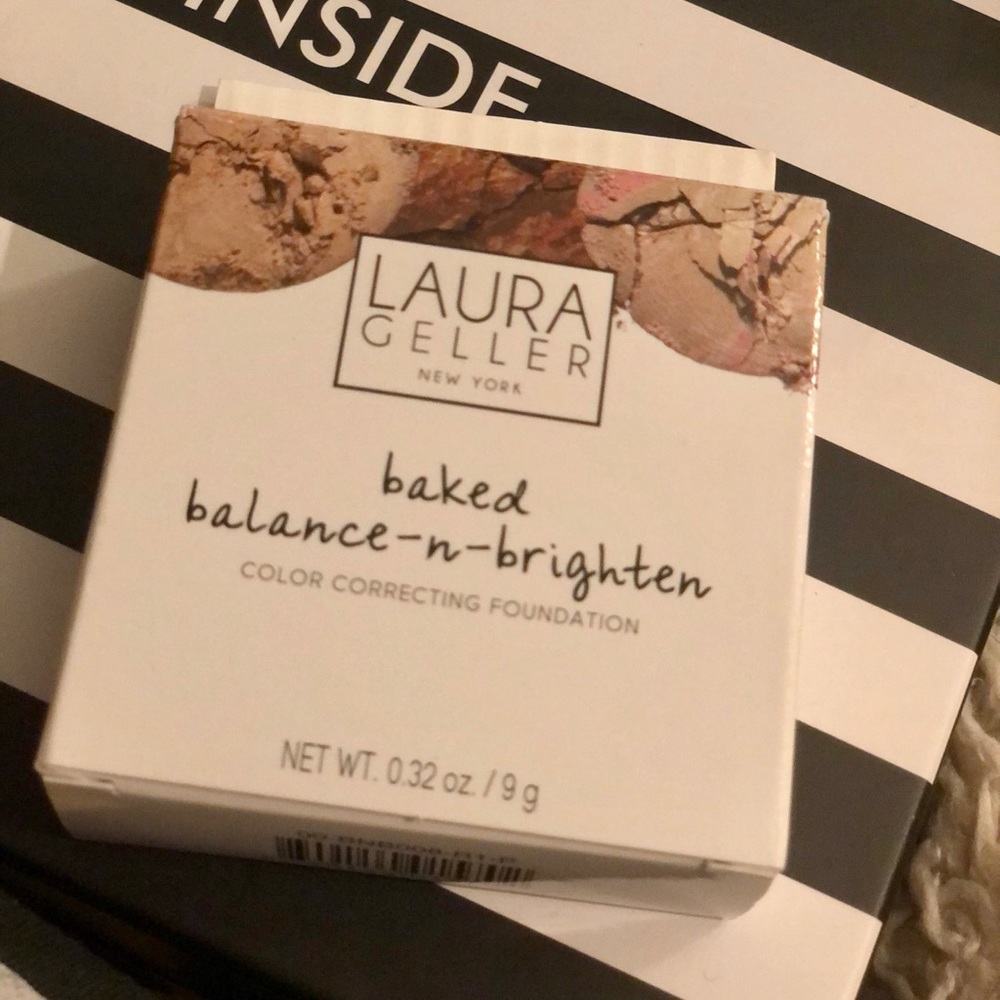 INSIDE
LAURA
GELLER
NEW YORK
baked
balance-n-brighten
COLOR CORRECTING FOUNDATION
NET WT. 0.32 oz. / 9 g